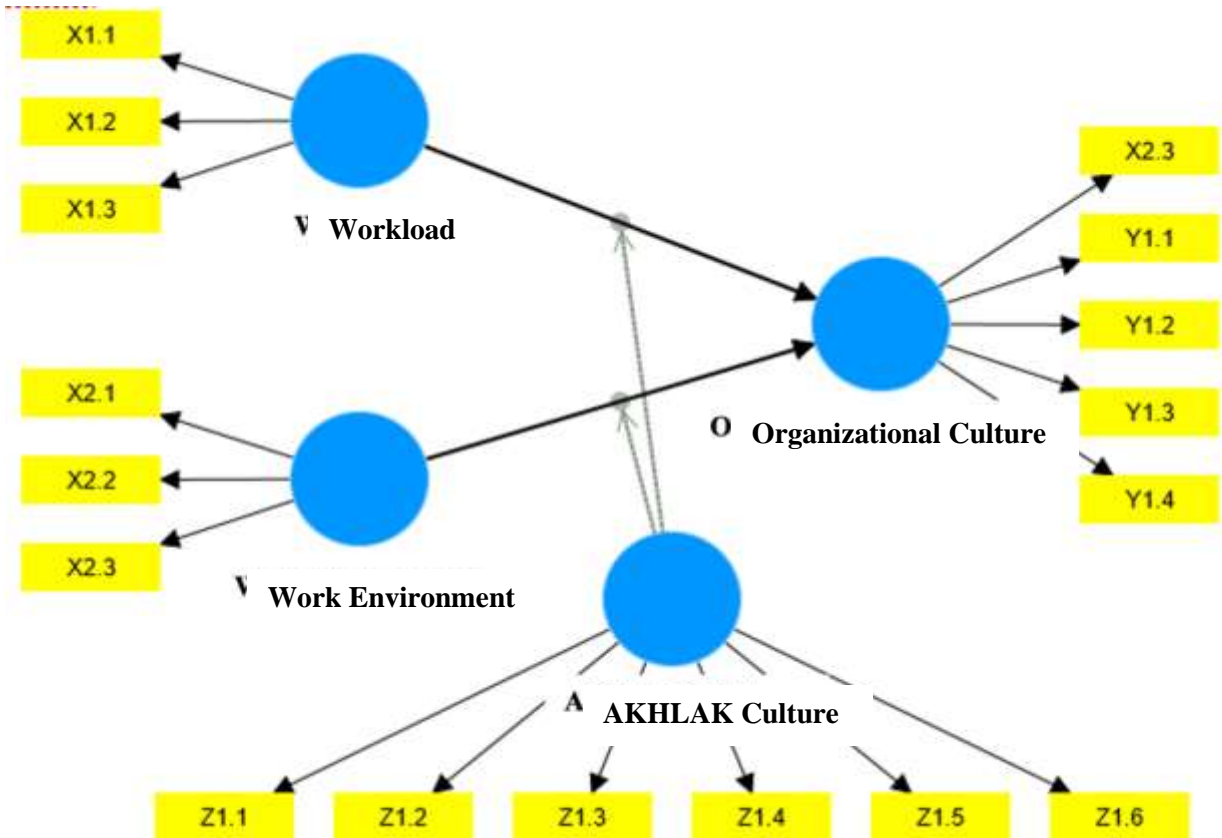 X1.1
X1.2
X1.3
Workload
X2.1
X2.2
X2.3
Work Environment
X2.3
Y1.1
Y1.2
Y1.3
Y1.4
O Organizational Culture
A AKHLAK Culture
Z1.1 Z1.2 Z1.3 Z1.4 Z1.5 Z1.6